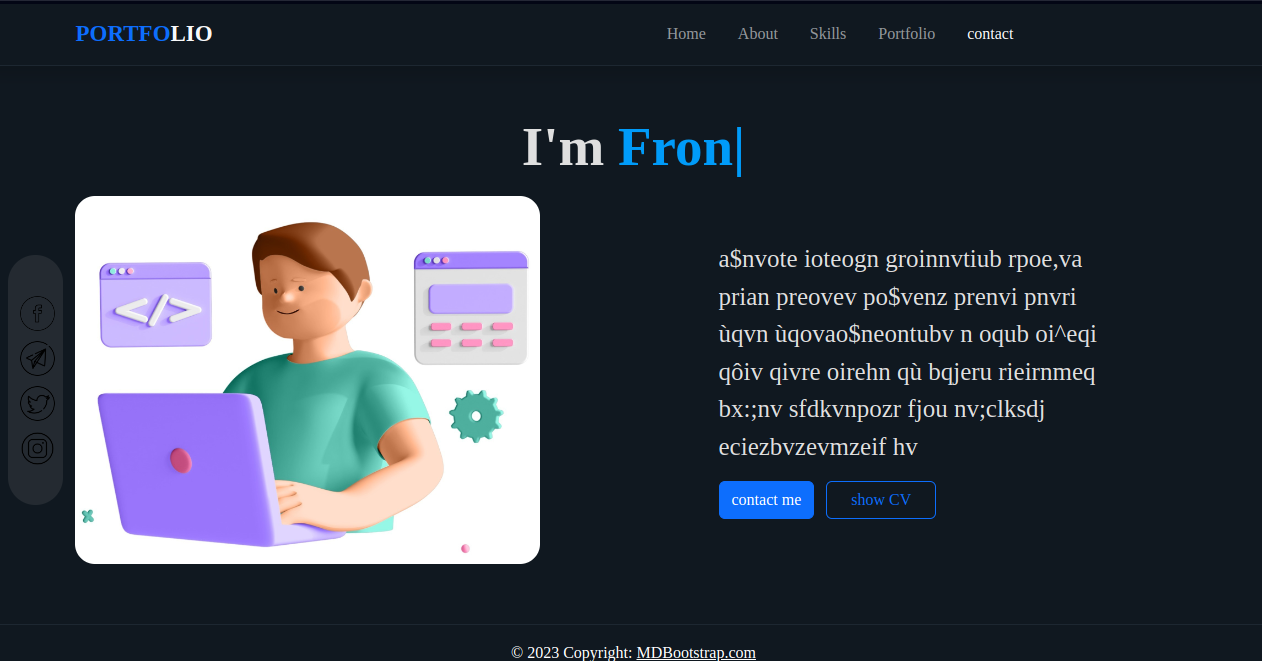 PORTFOLIO
Home About Skills Portfolio contact
I'm Fron|
</>
a$nvote ioteogn groinnvtiub rpoe,va
prian preovev po$venz prenvi pnvri
ùqvn ùqovao$neontubv n oqub oi^eqi
qôiv qivre oirehn qù bqjeru rieirnmeq
bx:;nv sfdkvnpozr fjou nv;clksdj
eciezbvzevmzeif hv
contact me show CV
© 2023 Copyright: MDBootstrap.com